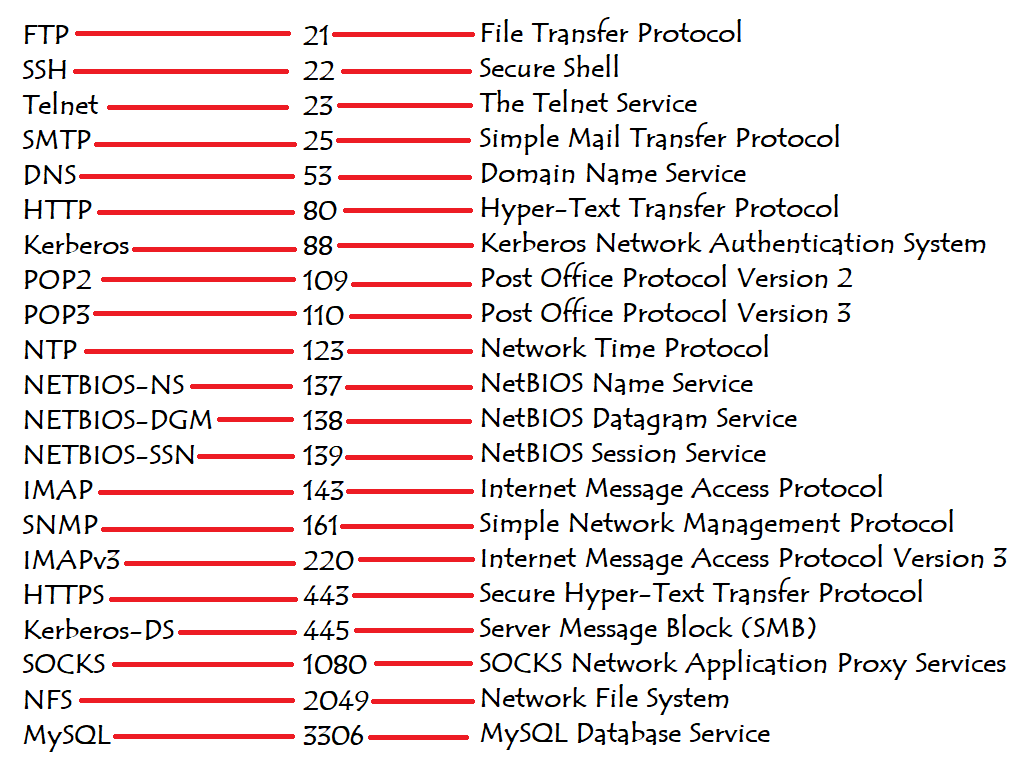 FTP 21 File Transfer Protocol
SSH 22 Secure Shell
Telnet 23 The Telnet Service
SMTP 25 Simple Mail Transfer Protocol
DNS 53 Domain Name Service
HTTP 80 Hyper-Text Transfer Protocol
Kerberos 88 Kerberos Network Authentication System
POP2 109 Post Office Protocol Version 2
POP3 110 Post Office Protocol Version 3
NTP 123 Network Time Protocol
NETBIOS-NS 137 NetBIOS Name Service
NETBIOS-DGM 138 NetBIOS Datagram Service
NETBIOS-SSN 139 NetBIOS Session Service
IMAP 143 Internet Message Access Protocol
SNMP 161 Simple Network Management Protocol
IMAPv3 220 Internet Message Access Protocol Version 3
HTTPS 443 Secure Hyper-Text Transfer Protocol
Kerberos-DS 445 Server Message Block (SMB)
SOCKS 1080 SOCKS Network Application Proxy Services
NFS 2049 Network File System
MySQL 3306 MySQL Database Service